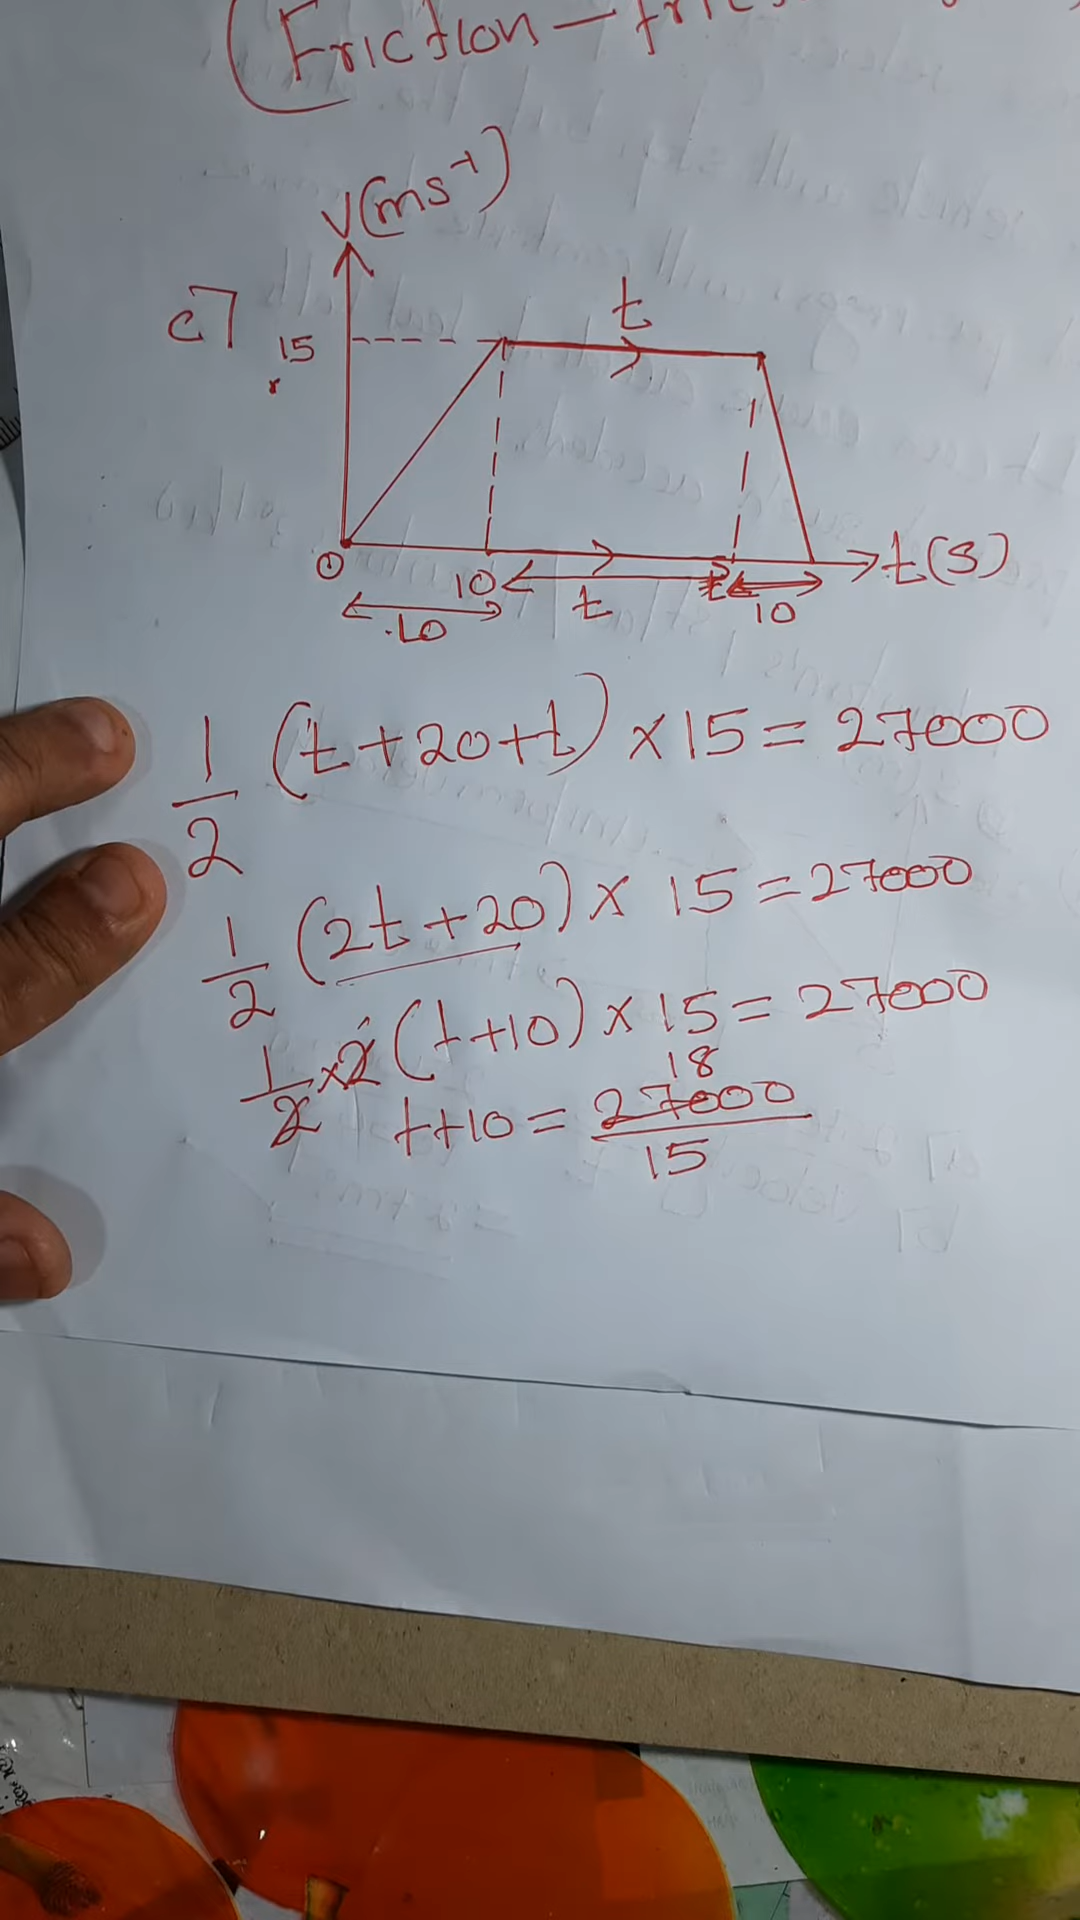 (Friction –
V(ms⁻¹)
c7
t
15
0
10
t
t
10
t(s)
10
1/2 (t+20+t) × 15 = 27000
1/2 (2t+20) × 15 = 27000
1/2 × 2 (t+10) × 15 = 27000
18
t+10 = 27000/15